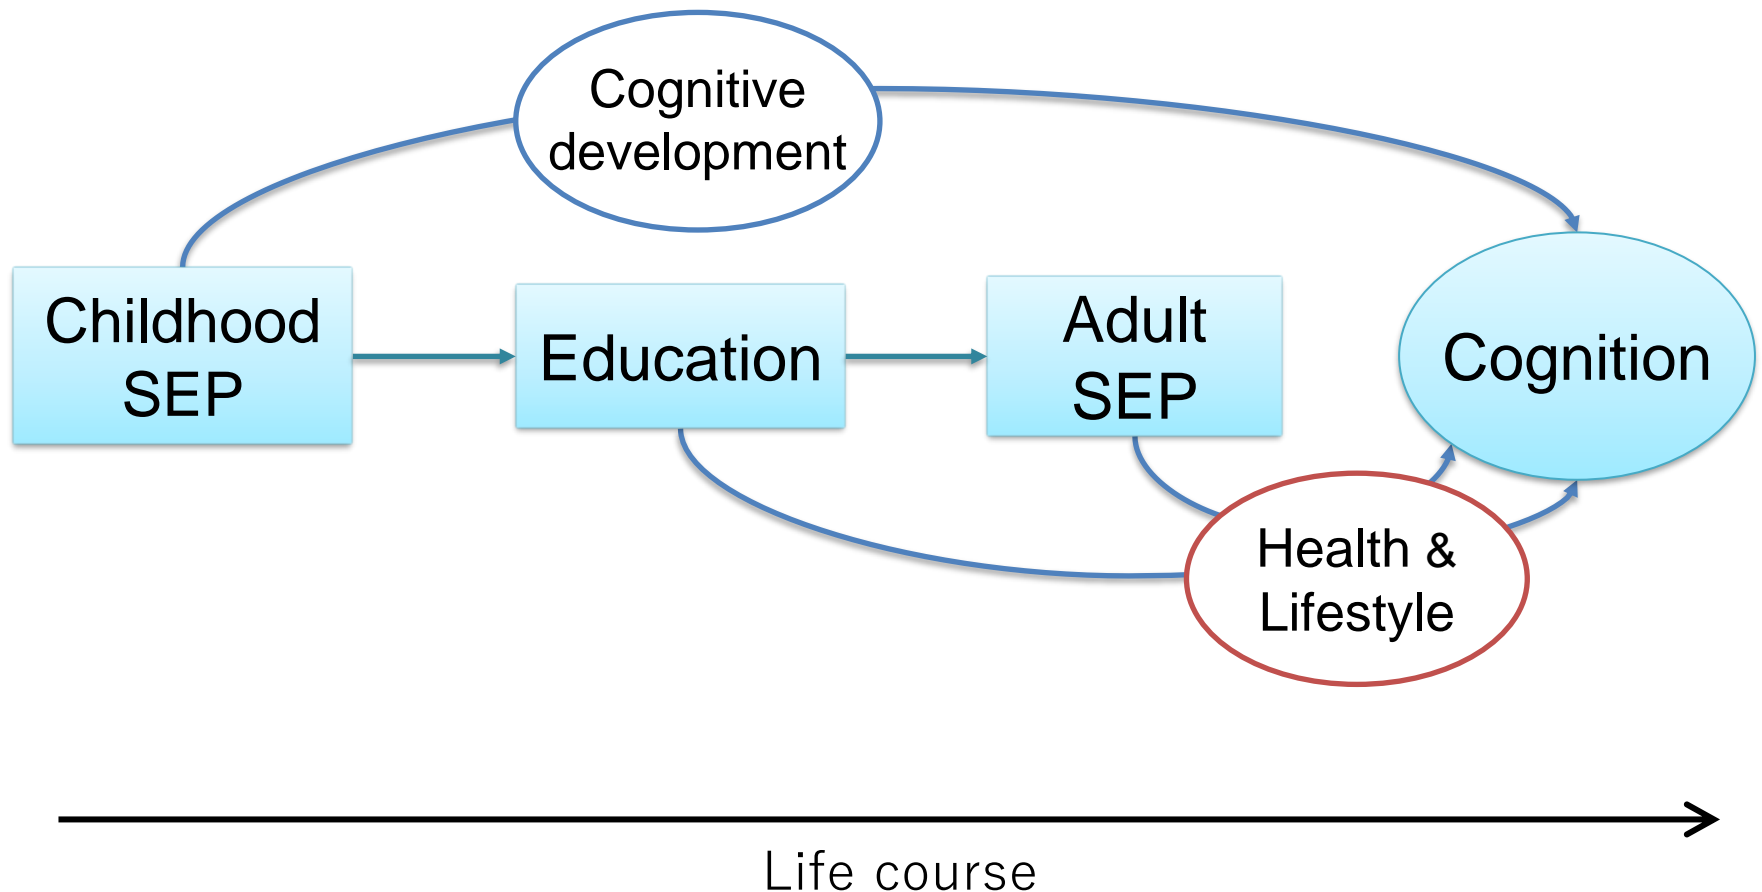 Cognitive
development
Childhood
SEP
Education
Adult
SEP
Cognition
Health &
Lifestyle
Life course